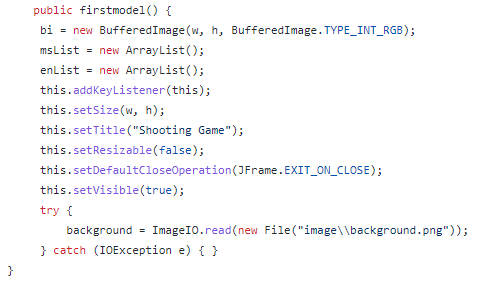 public firstmodel() {
bi = new BufferedImage(w, h, BufferedImage.TYPE_INT_RGB);
msList = new ArrayList();
enList = new ArrayList();
this.addKeyListener(this);
this.setSize(w, h);
this.setTitle("Shooting Game");
this.setResizable(false);
this.setDefaultCloseOperation(JFrame.EXIT_ON_CLOSE);
this.setVisible(true);
try {
background = ImageIO.read(new File("image\\background.png"));
} catch (IOException e) { }
}